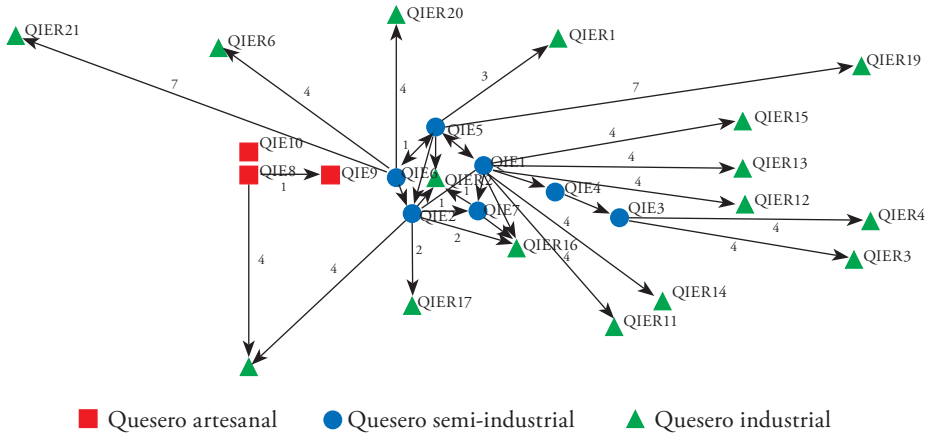 QIER20
QIER21
QIER6
QIER1
QIER19
7
4
4
3
7
QIE5
QIER15
4
QIE10
1
QIE1
4
QIER13
QIE8
QIE9
1
QIE6
QIER2
QIE4
4
QIER12
1
1
QIE2
QIE7
QIE3
QIER4
4
4
2
2
QIER16
4
4
QIER3
4
4
QIER14
QIER17
QIER11
Quesero artesanal
Quesero semi-industrial
Quesero industrial